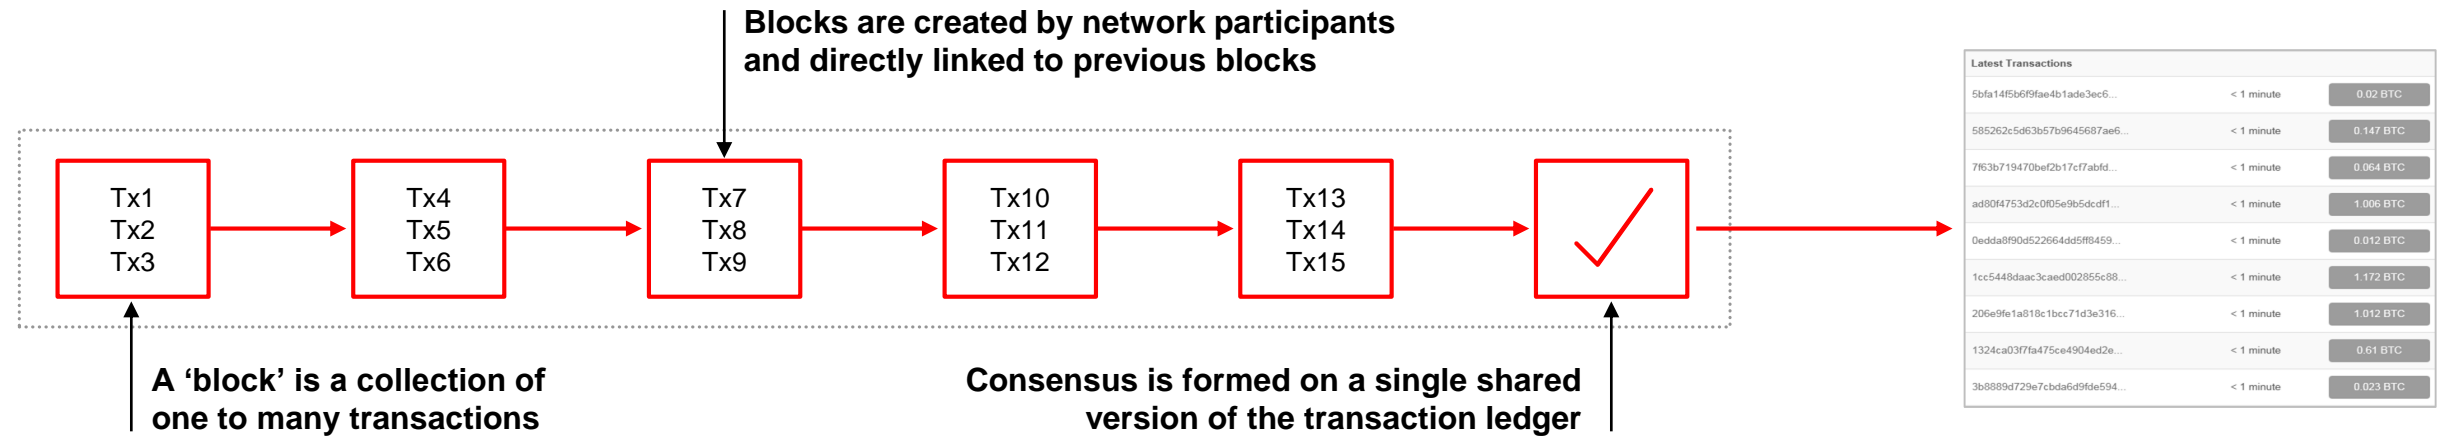 Blocks are created by network participants
and directly linked to previous blocks
Tx1
Tx2
Tx3
Tx4
Tx5
Tx6
Tx7
Tx8
Tx9
Tx10
Tx11
Tx12
Tx13
Tx14
Tx15
A ‘block’ is a collection of
one to many transactions
Consensus is formed on a single shared
version of the transaction ledger
Latest Transactions
5bfa14f5b6f9fae4b1ade3ec6... < 1 minute 0.02 BTC
585262c5d63b57b9645687ae6... < 1 minute 0.147 BTC
7f63b719470bef2b17cf7abfd... < 1 minute 0.064 BTC
ad80f4753d2c0f05e9b5dcdf1... < 1 minute 1.006 BTC
0edda8f90d522664dd5ff8459... < 1 minute 0.012 BTC
1cc5448daac3caed002855c88... < 1 minute 1.172 BTC
206e9fe1a818c1bcc71d3e316... < 1 minute 1.012 BTC
1324ca03f7fa475ce4904ed2e... < 1 minute 0.61 BTC
3b8889d729e7cbda6d9fde594... < 1 minute 0.023 BTC